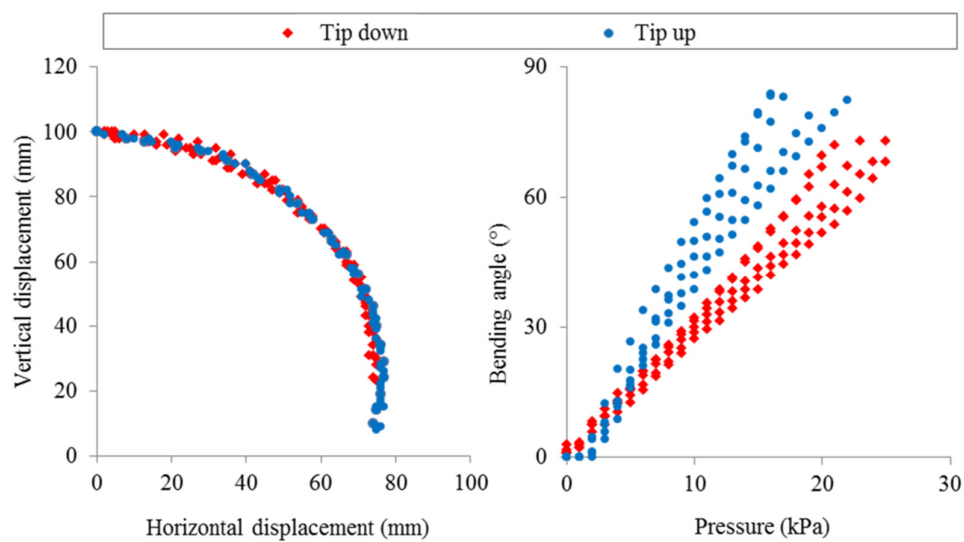 Tip down Tip up
120
100
80
60
40
20
0
0 20 40 60 80 100
Vertical displacement (mm)
Horizontal displacement (mm)
90
60
30
0
0 10 20 30
Bending angle (°)
Pressure (kPa)